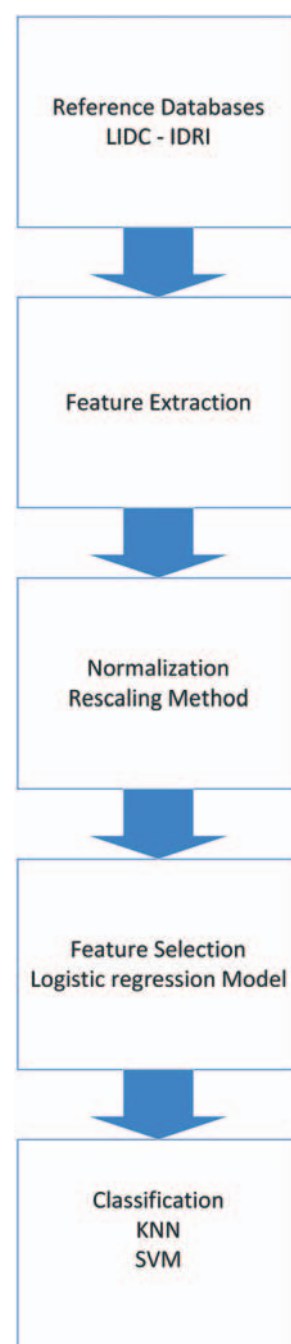 Reference Databases
LIDC - IDRI
Feature Extraction
Normalization
Rescaling Method
Feature Selection
Logistic regression Model
Classification
KNN
SVM